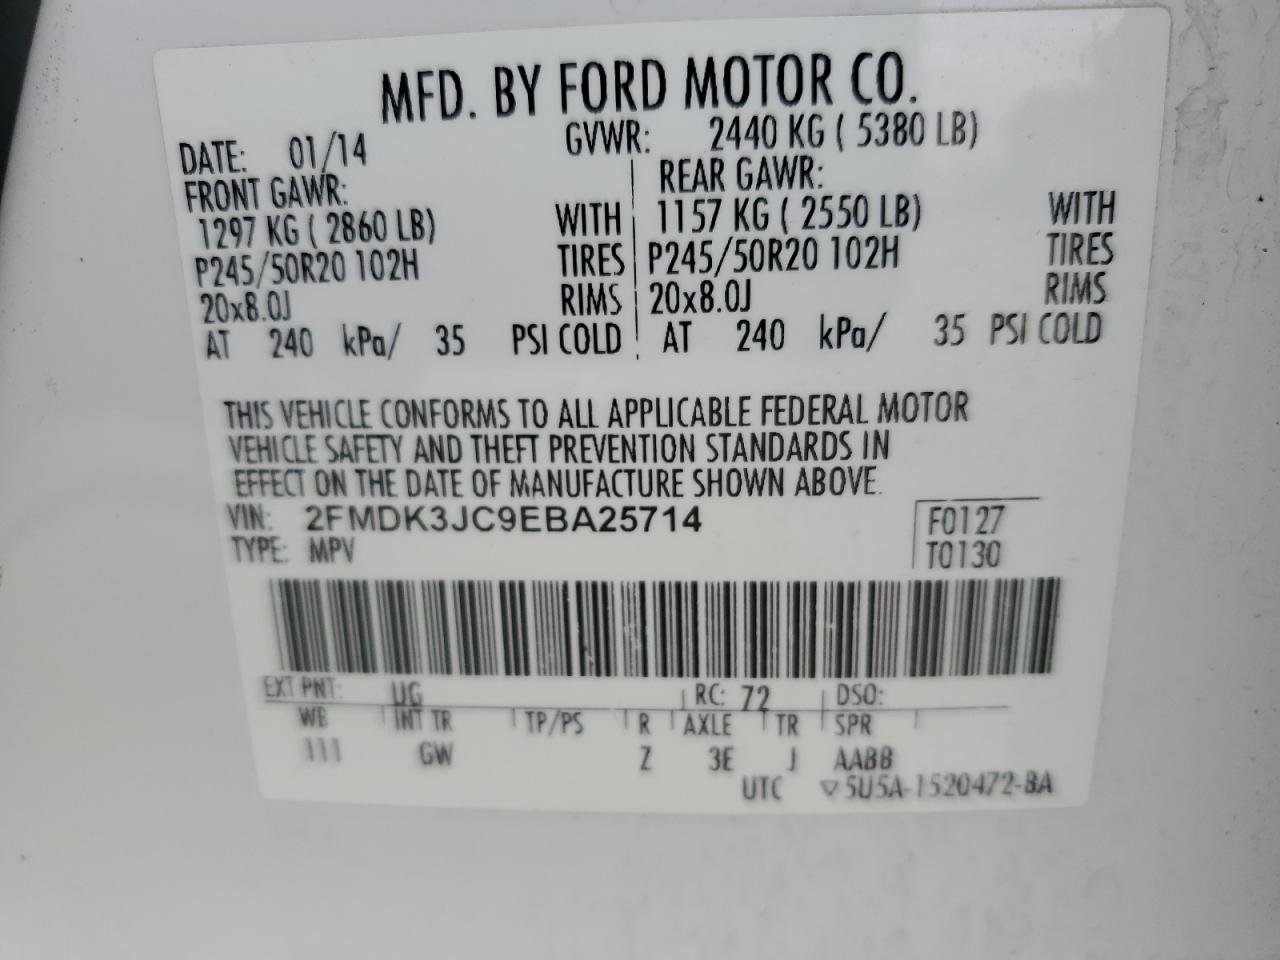 MFD. BY FORD MOTOR CO.
DATE: 01/14 GVWR: 2440 KG ( 5380 LB)
FRONT GAWR: REAR GAWR:
1297 KG ( 2860 LB) WITH 1157 KG ( 2550 LB) WITH
P245/50R20 102H TIRES P245/50R20 102H TIRES
20x8.0J RIMS 20x8.0J RIMS
AT 240 kPa/ 35 PSI COLD AT 240 kPa/ 35 PSI COLD
THIS VEHICLE CONFORMS TO ALL APPLICABLE FEDERAL MOTOR
VEHICLE SAFETY AND THEFT PREVENTION STANDARDS IN
EFFECT ON THE DATE OF MANUFACTURE SHOWN ABOVE.
VIN: 2FMDK3JC9EBA25714 F0127
TYPE: MPV T0130
EXT PNT: UG RC: 72 DSO:
WB INT TR TP/PS R AXLE TR SPR
111 GW Z 3E J AABB
UTC ▽5U5A-1520472-BA